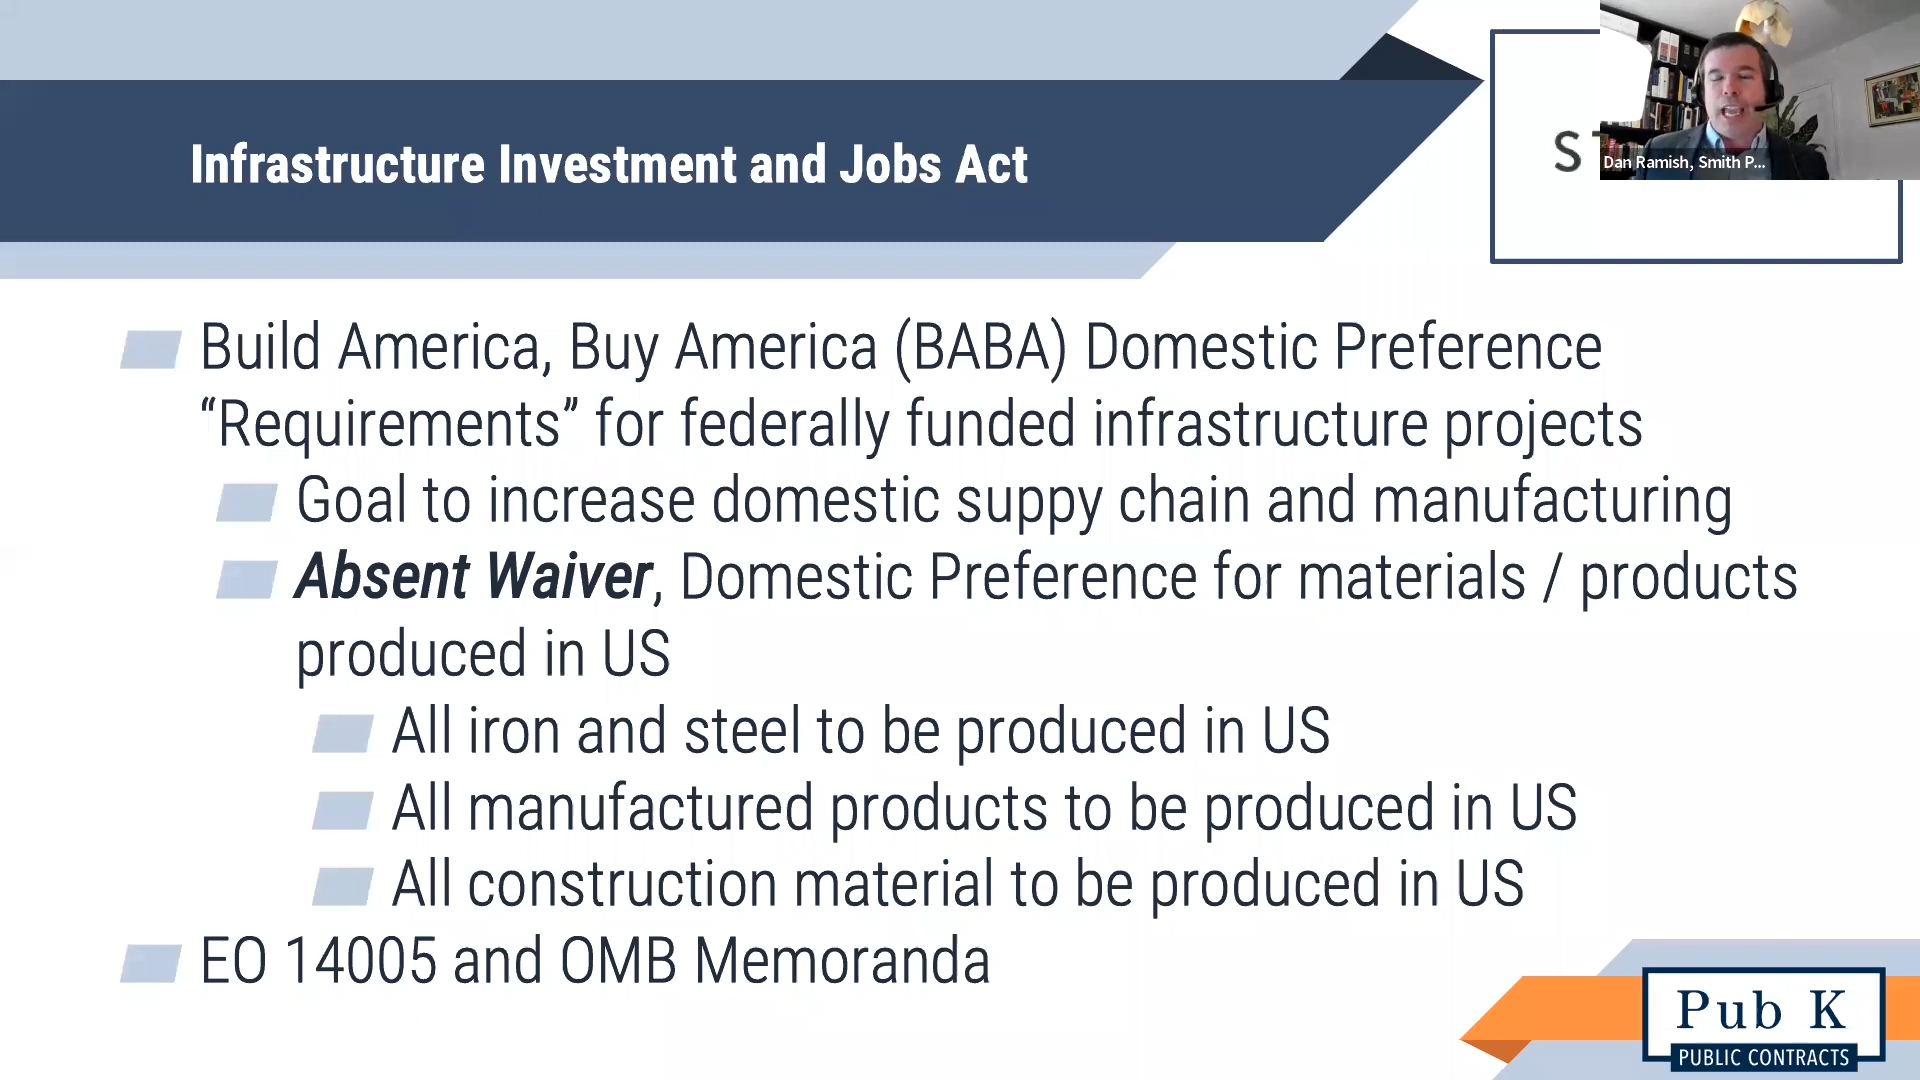 Infrastructure Investment and Jobs Act
S
Dan Ramish, Smith P...
Build America, Buy America (BABA) Domestic Preference
“Requirements” for federally funded infrastructure projects
Goal to increase domestic suppy chain and manufacturing
Absent Waiver, Domestic Preference for materials / products
produced in US
All iron and steel to be produced in US
All manufactured products to be produced in US
All construction material to be produced in US
EO 14005 and OMB Memoranda
Pub K
PUBLIC CONTRACTS